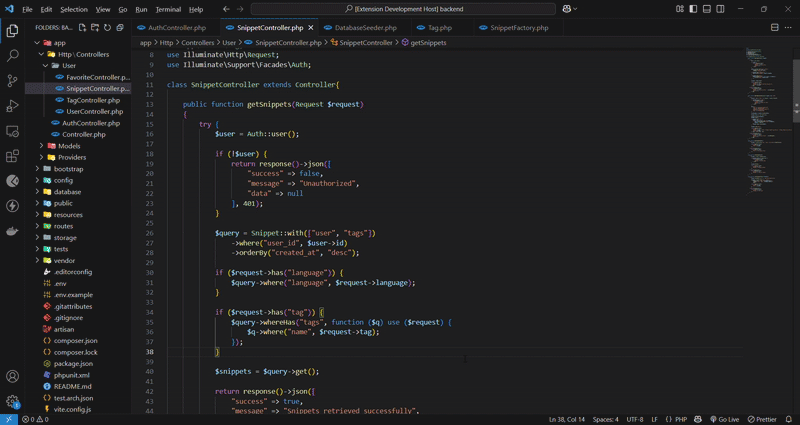 File Edit Selection View Go Run Terminal Help
[Extension Development Host] backend
FOLDERS: BA...
AuthController.php
SnippetController.php
DatabaseSeeder.php
Tag.php
SnippetFactory.php
app > Http > Controllers > User > SnippetController.php > SnippetController > getSnippets
app
Http \ Controllers
User
FavoriteController.p...
SnippetController.p...
TagController.php
UserController.php
AuthController.php
Controller.php
Models
Providers
bootstrap
config
database
public
resources
routes
storage
tests
vendor
.editorconfig
.env
.env.example
.gitattributes
.gitignore
artisan
composer.json
composer.lock
package.json
phpunit.xml
README.md
test.arch.json
vite.config.js
8 use Illuminate\Http\Request;
9 use Illuminate\Support\Facades\Auth;
10
11 class SnippetController extends Controller{
12
13 public function getSnippets(Request $request)
14 {
15 try {
16 $user = Auth::user();
17
18 if (!$user) {
19 return response()->json([
20 "success" => false,
21 "message" => "Unauthorized",
22 "data" => null
23 ], 401);
24 }
25
26 $query = Snippet::with(["user", "tags"])
27 ->where("user_id", $user->id)
28 ->orderBy("created_at", "desc");
29
30 if ($request->has("language")) {
31 $query->where("language", $request->language);
32 }
33
34 if ($request->has("tag")) {
35 $query->whereHas("tags", function ($q) use ($request) {
36 $q->where("name", $request->tag);
37 });
38 }
39
40 $snippets = $query->get();
41
42 return response()->json([
43 "success" => true,
44 "message" => "Snippets retrieved successfully",
0 0 Ln 38, Col 14 Spaces: 4 UTF-8 LF { } PHP Go Live Prettier